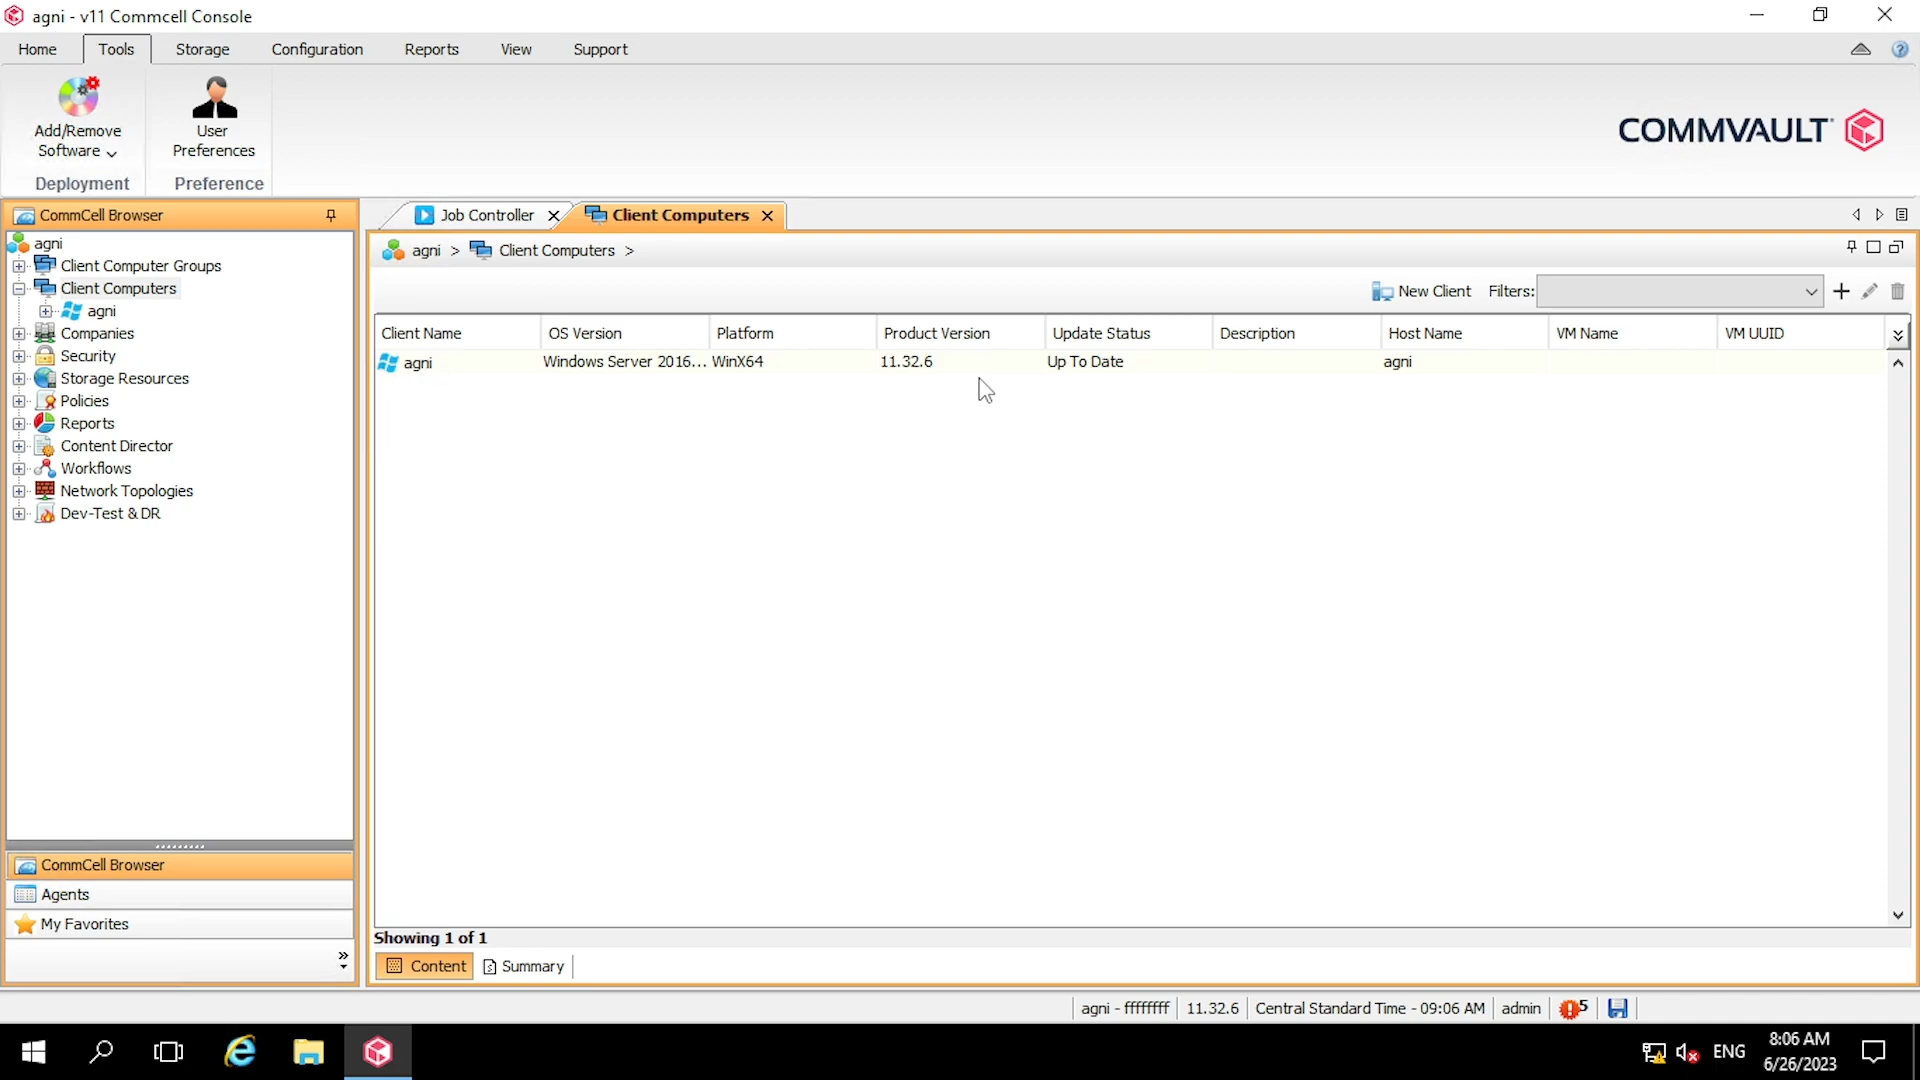 agni - v11 Commcell Console
Home Tools Storage Configuration Reports View Support
Add/Remove
Software
User
Preferences
Deployment Preference
COMMVAULT
CommCell Browser
agni
Client Computer Groups
Client Computers
agni
Companies
Security
Storage Resources
Policies
Reports
Content Director
Workflows
Network Topologies
Dev-Test & DR
CommCell Browser
Agents
My Favorites
Job Controller Client Computers
agni > Client Computers >
New Client Filters:
Client Name OS Version Platform Product Version Update Status Description Host Name VM Name VM UUID
agni Windows Server 2016... WinX64 11.32.6 Up To Date agni
Showing 1 of 1
Content Summary
agni - ffffffff 11.32.6 Central Standard Time - 09:06 AM admin 5
ENG
8:06 AM
6/26/2023